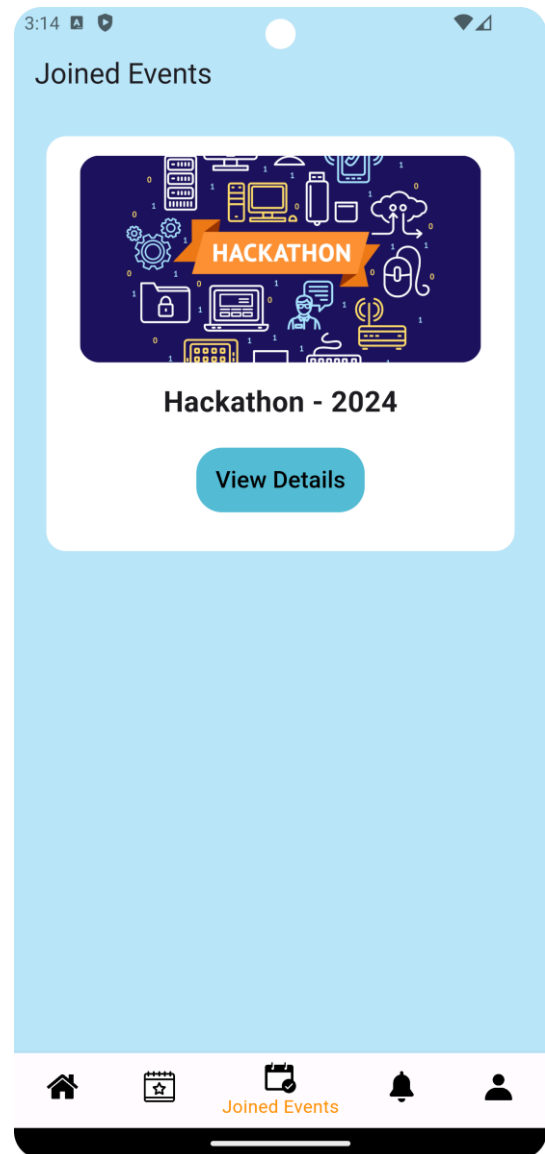 3:14
Joined Events
HACKATHON
Hackathon - 2024
View Details
Joined Events